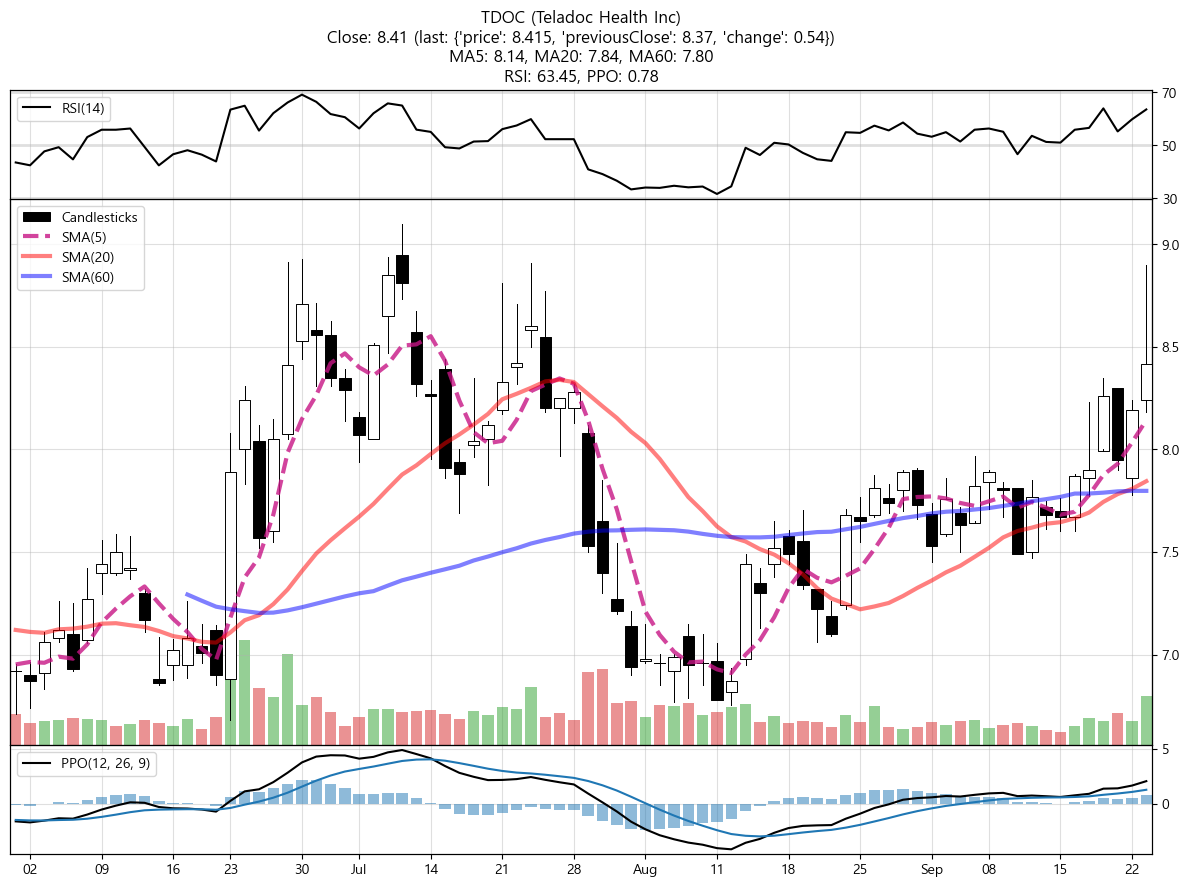 TDOC (Teladoc Health Inc)
Close: 8.41 (last: {'price': 8.415, 'previousClose': 8.37, 'change': 0.54})
MA5: 8.14, MA20: 7.84, MA60: 7.80
RSI: 63.45, PPO: 0.78
RSI(14)
70
50
30
Candlesticks
SMA(5)
SMA(20)
SMA(60)
9.0
8.5
8.0
7.5
7.0
PPO(12, 26, 9)
5
0
02 09 16 23 30 Jul 14 21 28 Aug 11 18 25 Sep 08 15 22